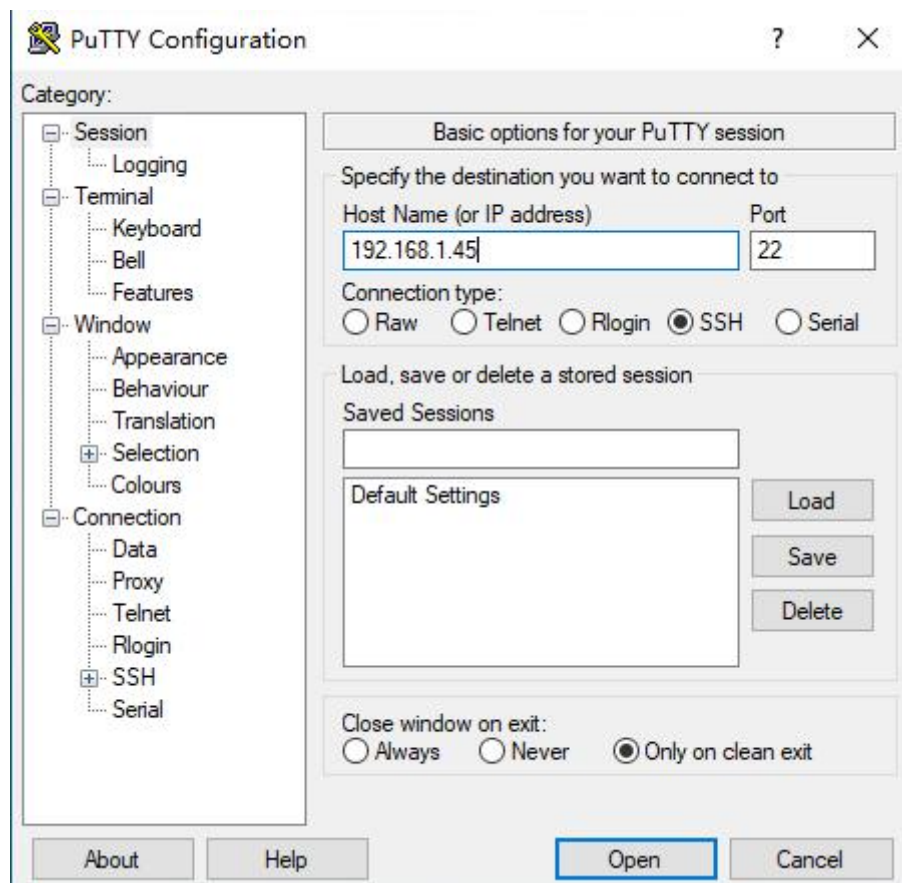 PuTTY Configuration
?
Category:
Session
Logging
Terminal
Keyboard
Bell
Features
Window
Appearance
Behaviour
Translation
Selection
Colours
Connection
Data
Proxy
Telnet
Rlogin
SSH
Serial
Basic options for your PuTTY session
Specify the destination you want to connect to
Host Name (or IP address) Port
192.168.1.45 22
Connection type:
Raw Telnet Rlogin SSH Serial
Load, save or delete a stored session
Saved Sessions
Default Settings
Load
Save
Delete
Close window on exit:
Always Never Only on clean exit
About Help Open Cancel